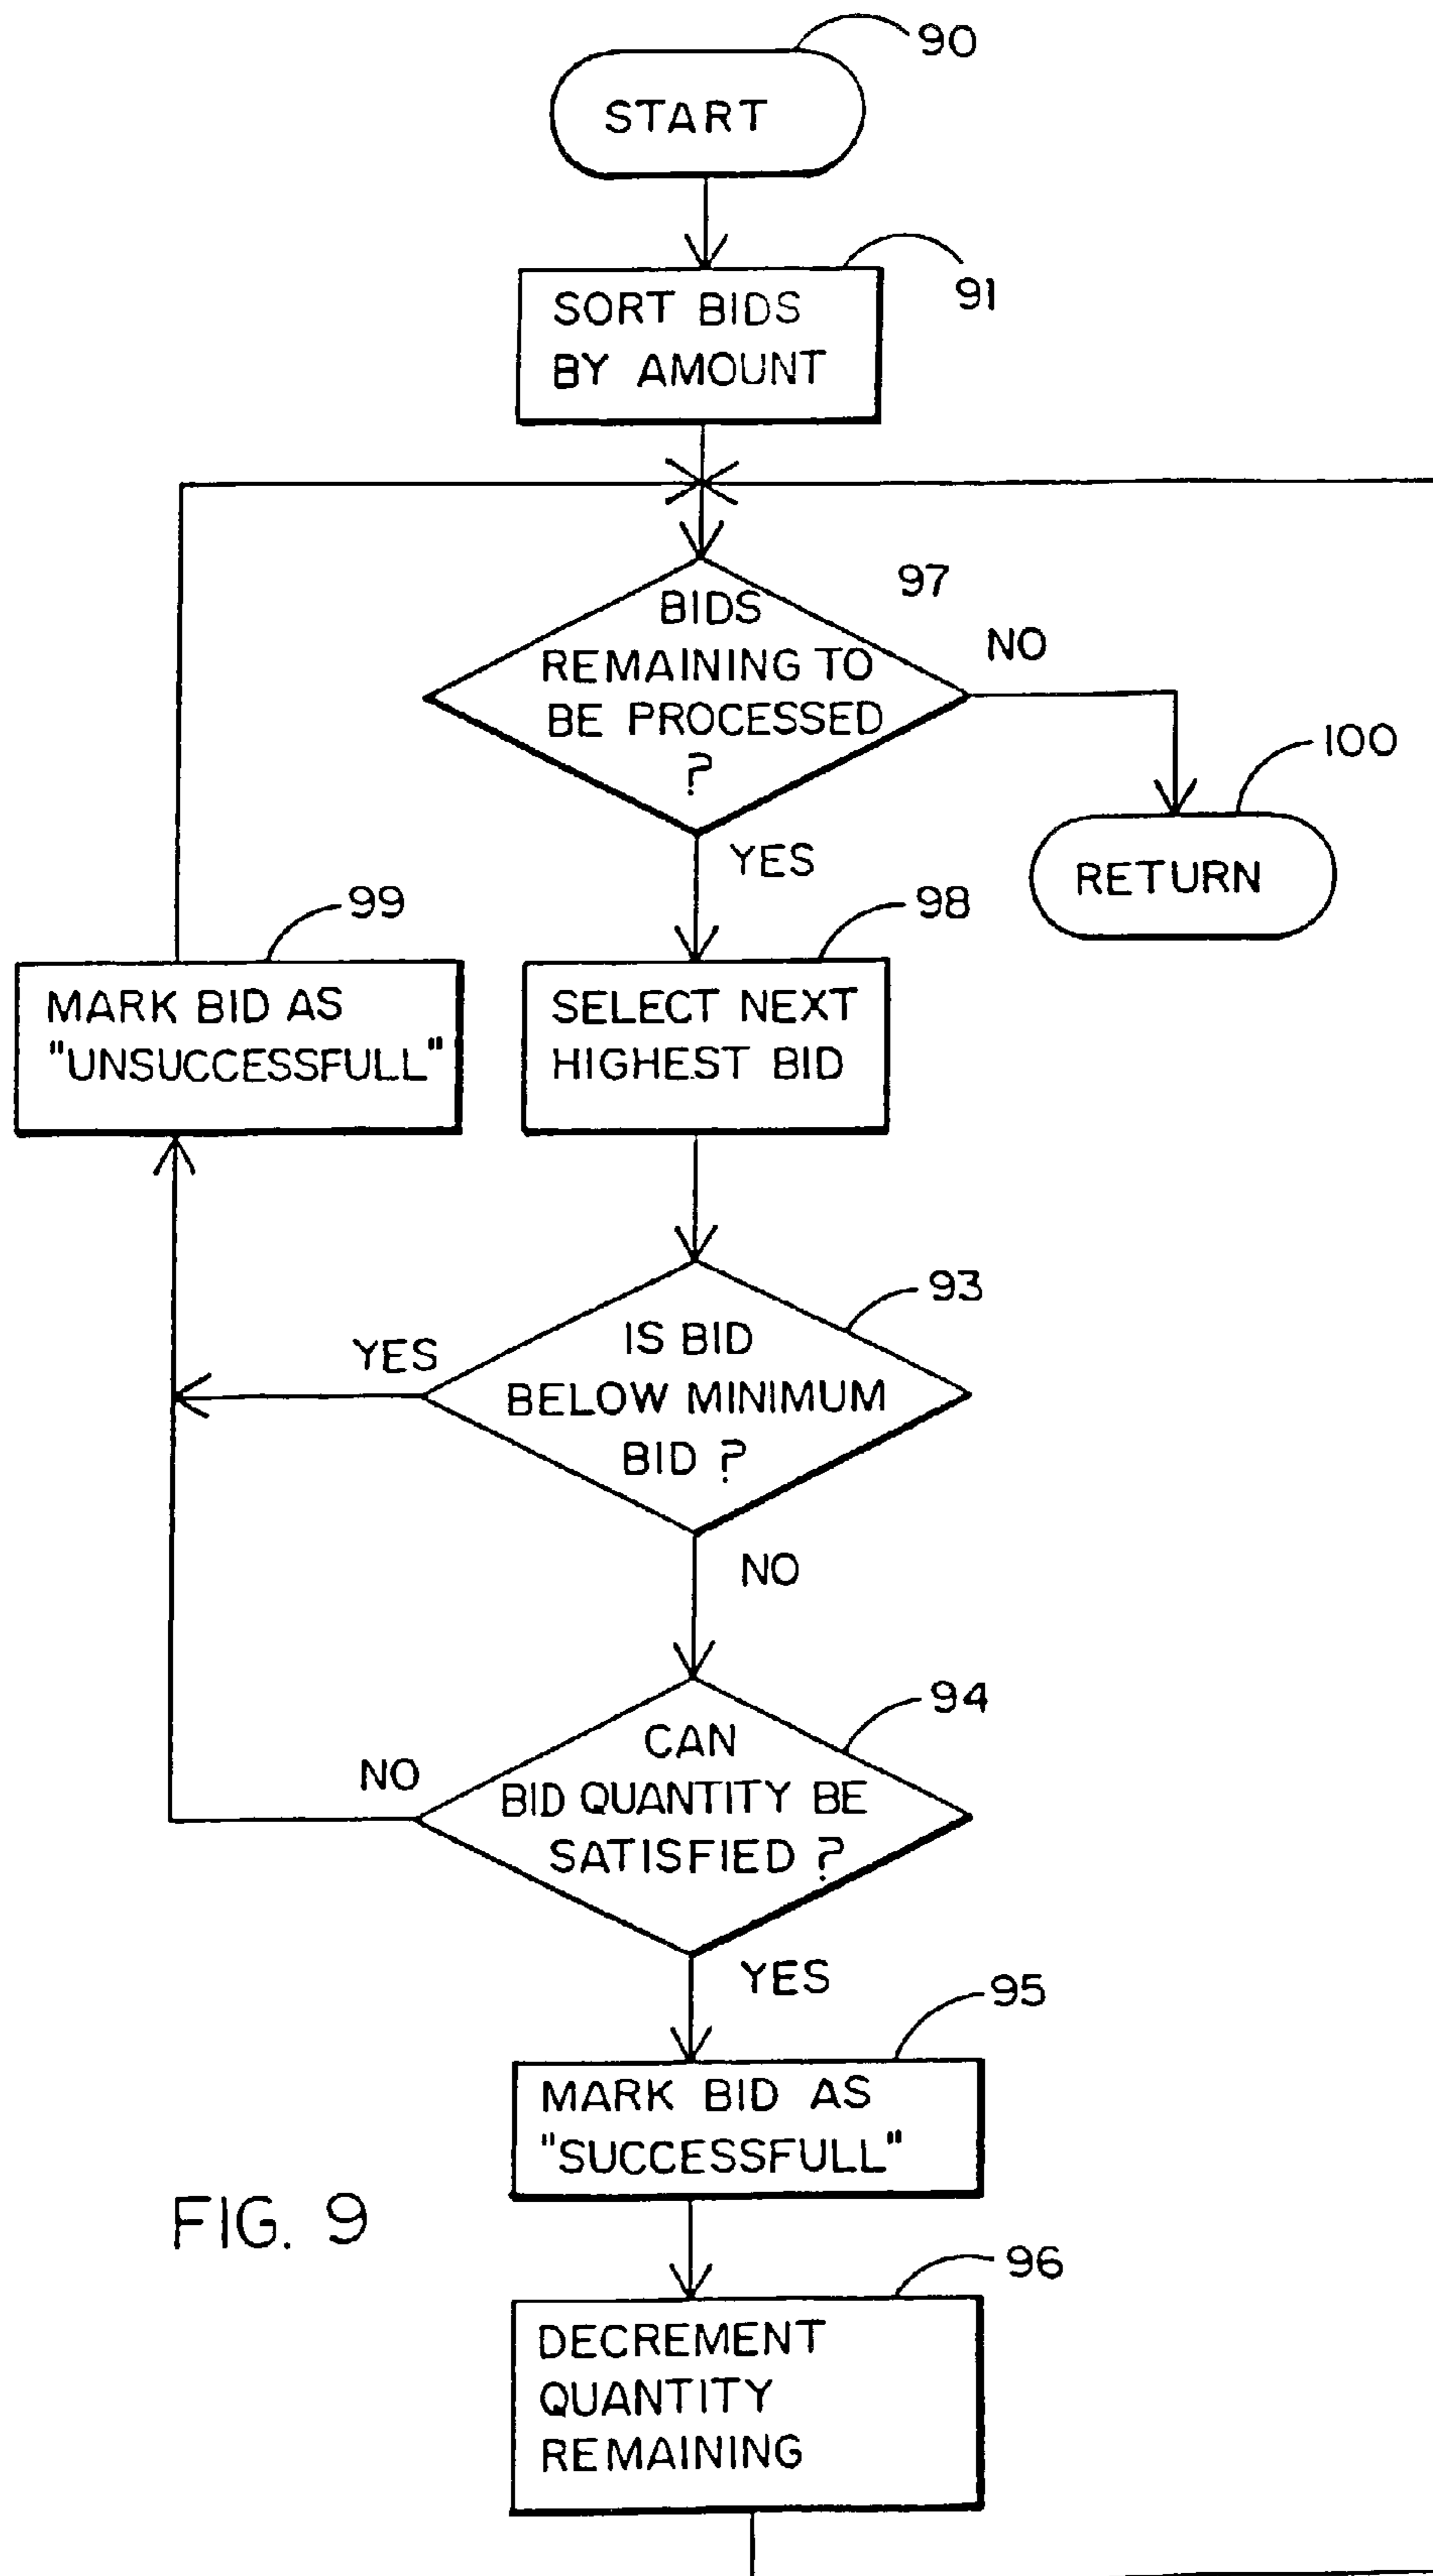 90
START
91
SORT BIDS
BY AMOUNT
97
BIDS
REMAINING TO
BE PROCESSED
?
NO
100
RETURN
YES
99
MARK BID AS
"UNSUCCESSFULL"
98
SELECT NEXT
HIGHEST BID
93
IS BID
BELOW MINIMUM
BID ?
YES
NO
94
CAN
BID QUANTITY BE
SATISFIED ?
NO
YES
95
MARK BID AS
"SUCCESSFULL"
FIG. 9
96
DECREMENT
QUANTITY
REMAINING